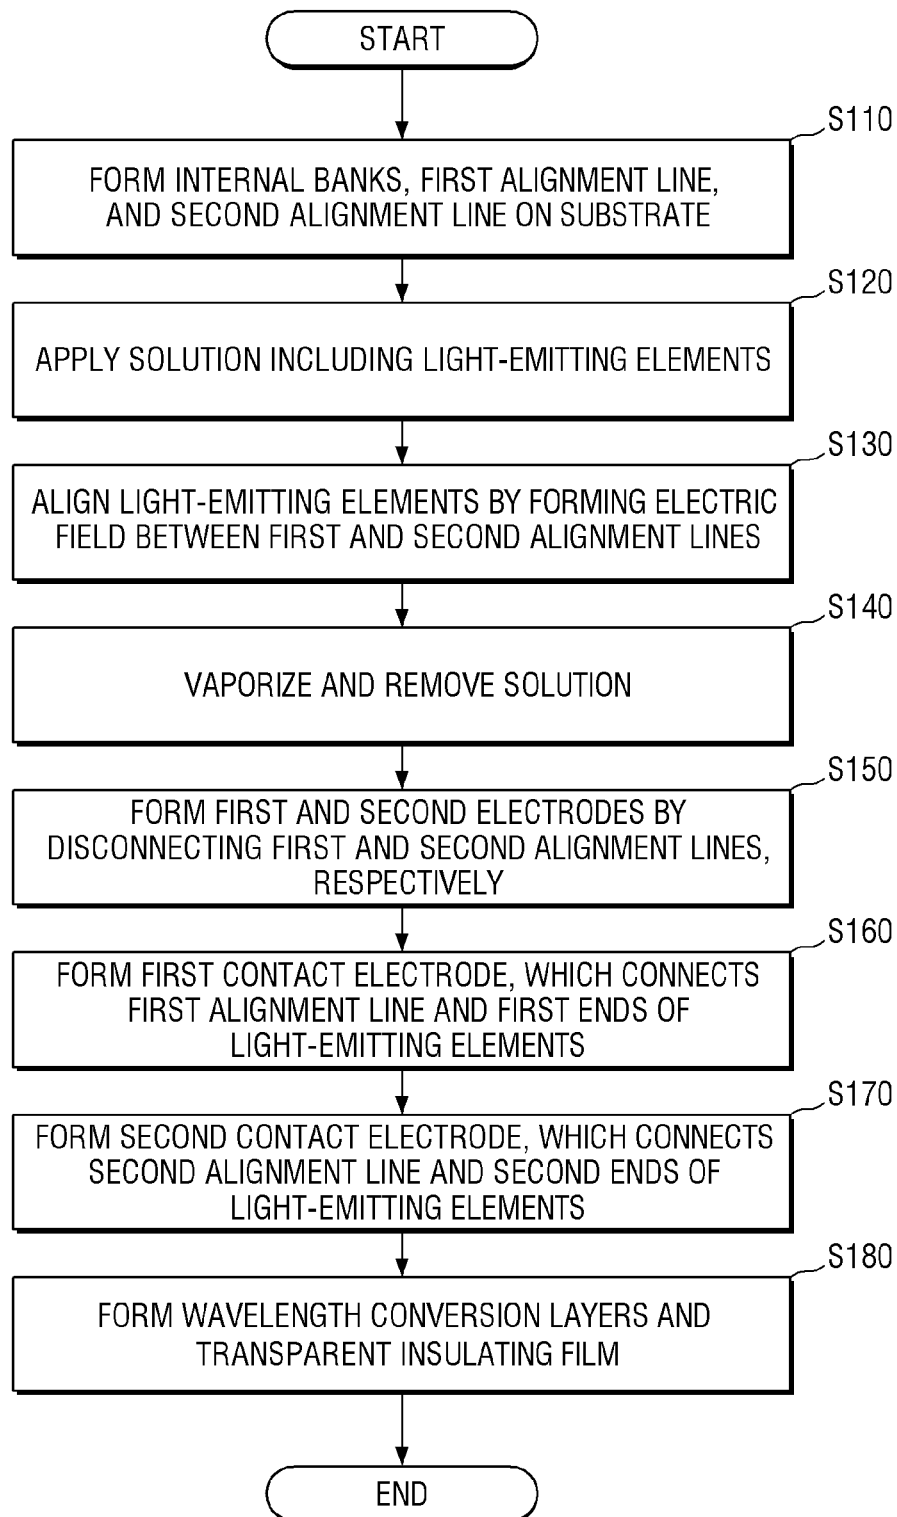 START
S110
FORM INTERNAL BANKS, FIRST ALIGNMENT LINE,
AND SECOND ALIGNMENT LINE ON SUBSTRATE
S120
APPLY SOLUTION INCLUDING LIGHT-EMITTING ELEMENTS
S130
ALIGN LIGHT-EMITTING ELEMENTS BY FORMING ELECTRIC
FIELD BETWEEN FIRST AND SECOND ALIGNMENT LINES
S140
VAPORIZE AND REMOVE SOLUTION
S150
FORM FIRST AND SECOND ELECTRODES BY
DISCONNECTING FIRST AND SECOND ALIGNMENT LINES,
RESPECTIVELY
S160
FORM FIRST CONTACT ELECTRODE, WHICH CONNECTS
FIRST ALIGNMENT LINE AND FIRST ENDS OF
LIGHT-EMITTING ELEMENTS
S170
FORM SECOND CONTACT ELECTRODE, WHICH CONNECTS
SECOND ALIGNMENT LINE AND SECOND ENDS OF
LIGHT-EMITTING ELEMENTS
S180
FORM WAVELENGTH CONVERSION LAYERS AND
TRANSPARENT INSULATING FILM
END